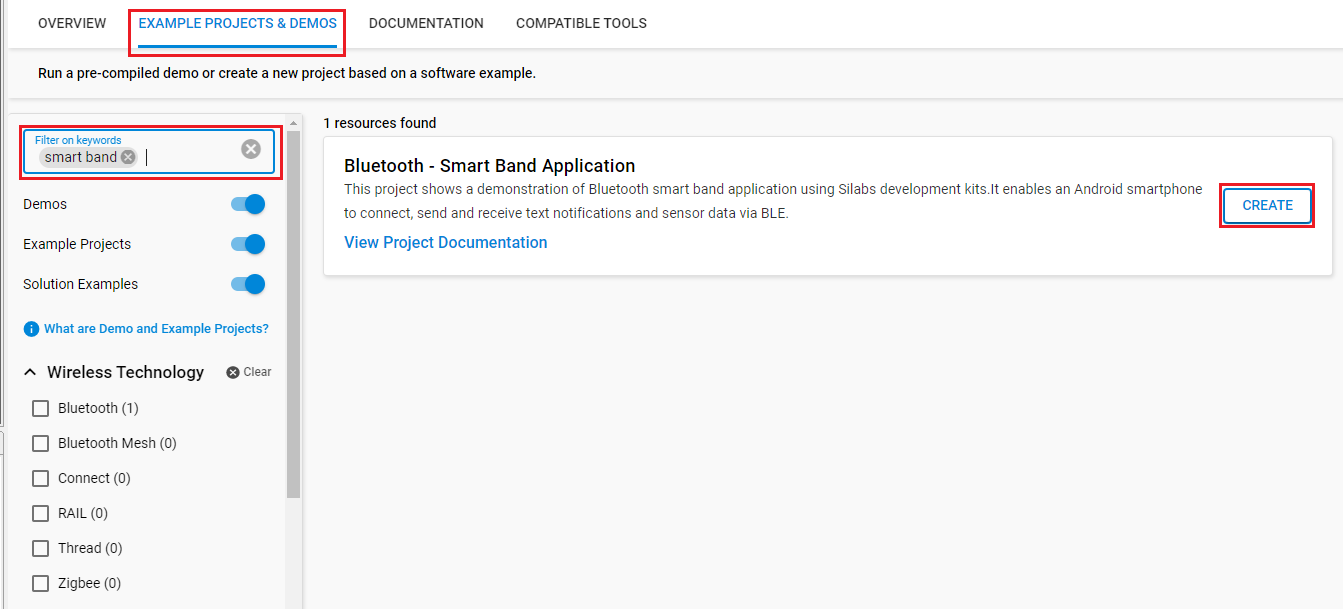 OVERVIEW EXAMPLE PROJECTS & DEMOS DOCUMENTATION COMPATIBLE TOOLS
Run a pre-compiled demo or create a new project based on a software example.
Filter on keywords
smart band
Demos
Example Projects
Solution Examples
What are Demo and Example Projects?
Wireless Technology Clear
Bluetooth (1)
Bluetooth Mesh (0)
Connect (0)
RAIL (0)
Thread (0)
Zigbee (0)
1 resources found
Bluetooth - Smart Band Application
This project shows a demonstration of Bluetooth smart band application using Silabs development kits.It enables an Android smartphone
to connect, send and receive text notifications and sensor data via BLE.
View Project Documentation
CREATE